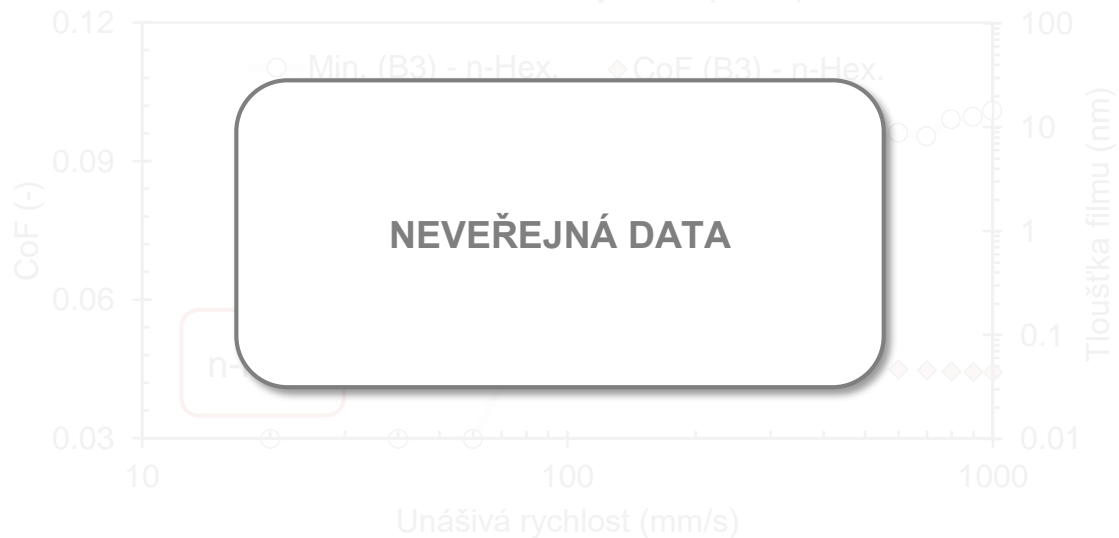 0.12
100
Min. (B3) - n-Hex.
CoF (B3) - n-Hex.
10
0.09
NEVEŘEJNÁ DATA
CoF (-)
1
Tloušťka filmu (nm)
0.06
0.1
0.03
0.01
10
100
1000
Unášivá rychlost (mm/s)